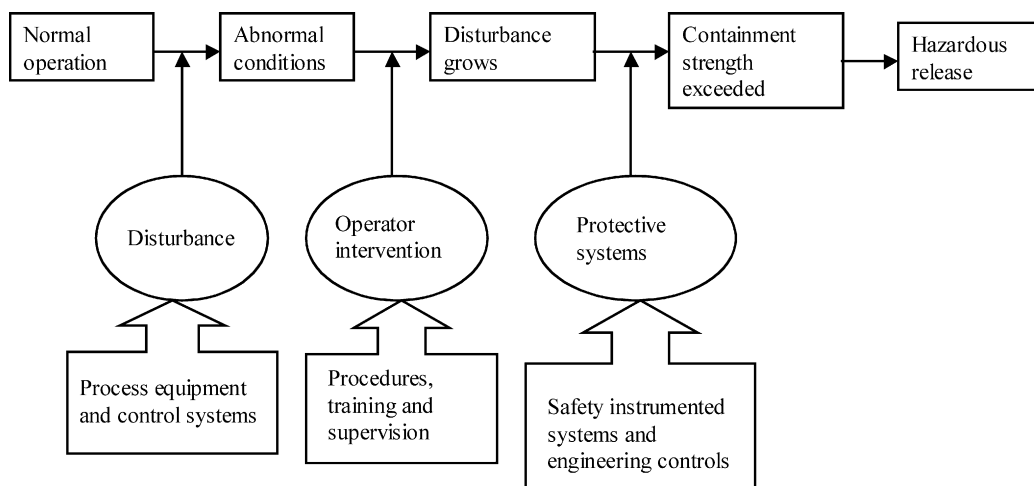 Normal
operation
Abnormal
conditions
Disturbance
grows
Containment
strength
exceeded
Hazardous
release
Disturbance
Operator
intervention
Protective
systems
Process equipment
and control systems
Procedures,
training and
supervision
Safety instrumented
systems and
engineering controls